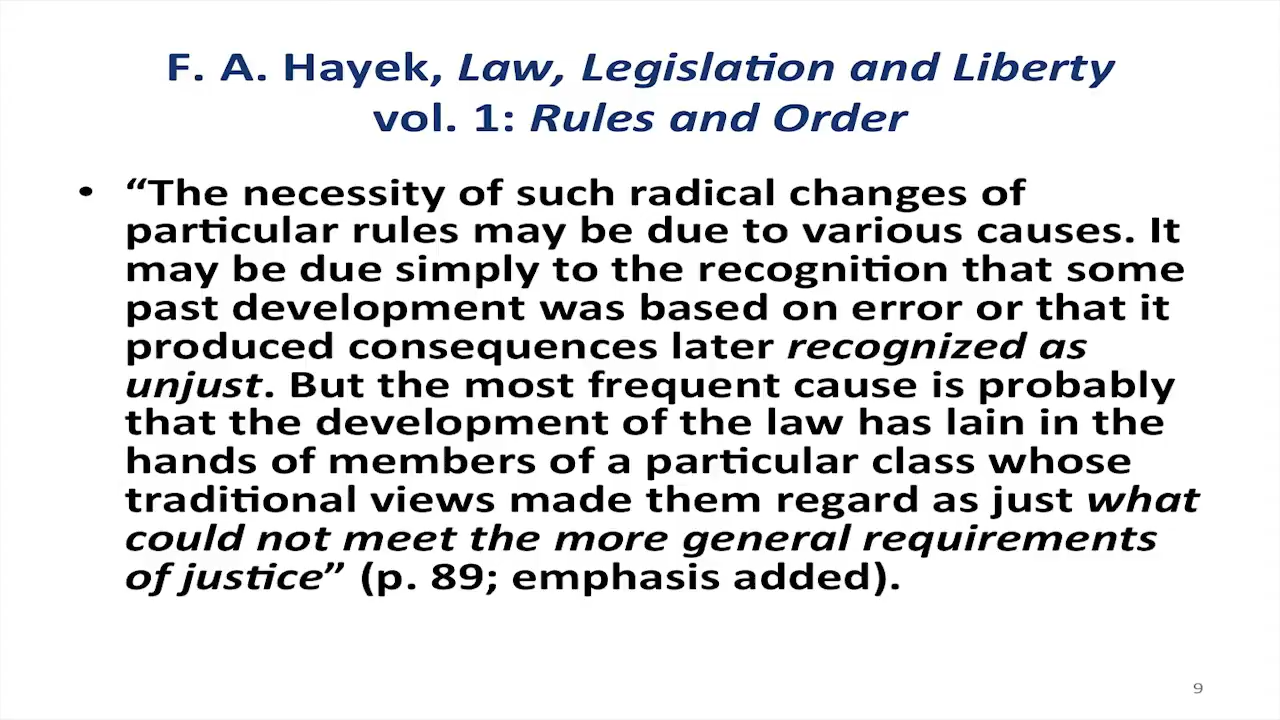 F. A. Hayek, Law, Legislation and Liberty
vol. 1: Rules and Order
• “The necessity of such radical changes of
particular rules may be due to various causes. It
may be due simply to the recognition that some
past development was based on error or that it
produced consequences later recognized as
unjust. But the most frequent cause is probably
that the development of the law has lain in the
hands of members of a particular class whose
traditional views made them regard as just what
could not meet the more general requirements
of justice” (p. 89; emphasis added).
9